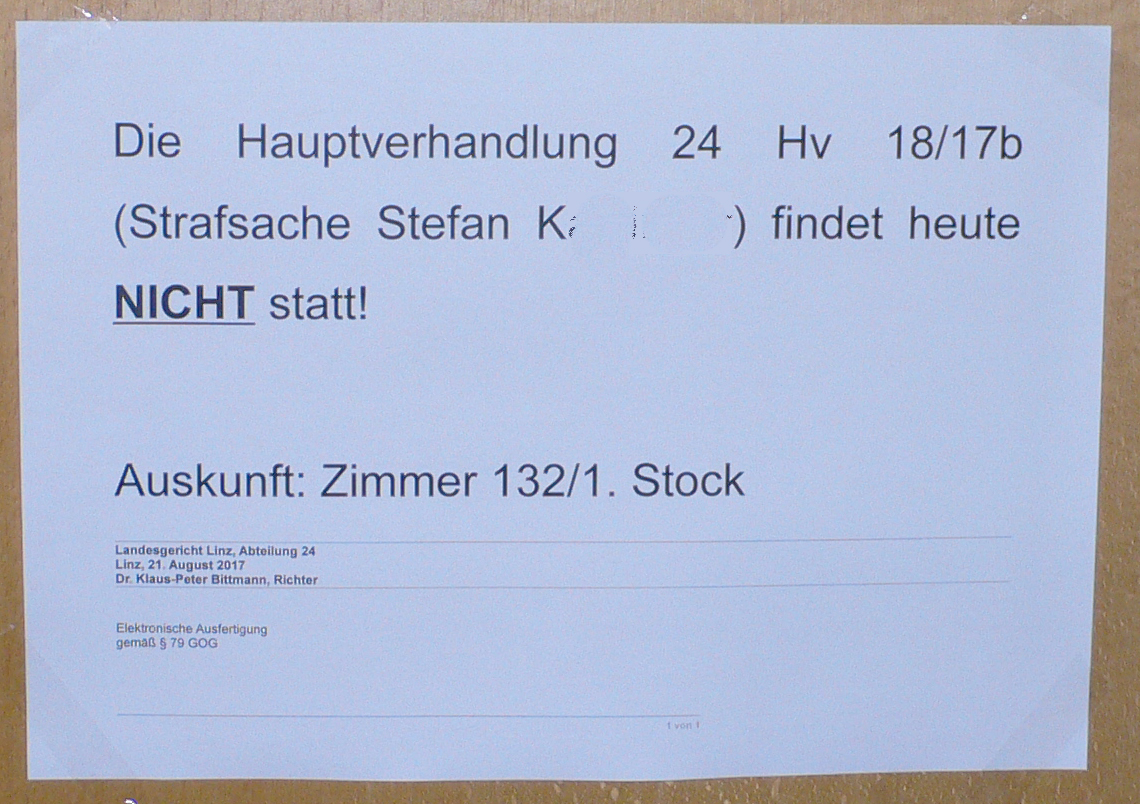 Die Hauptverhandlung 24 Hv 18/17b
(Strafsache Stefan K ) findet heute
NICHT statt!
Auskunft: Zimmer 132/1. Stock
Landesgericht Linz, Abteilung 24
Linz, 21. August 2017
Dr. Klaus-Peter Bittmann, Richter
Elektronische Ausfertigung
gemäß § 79 GOG
1 von 1